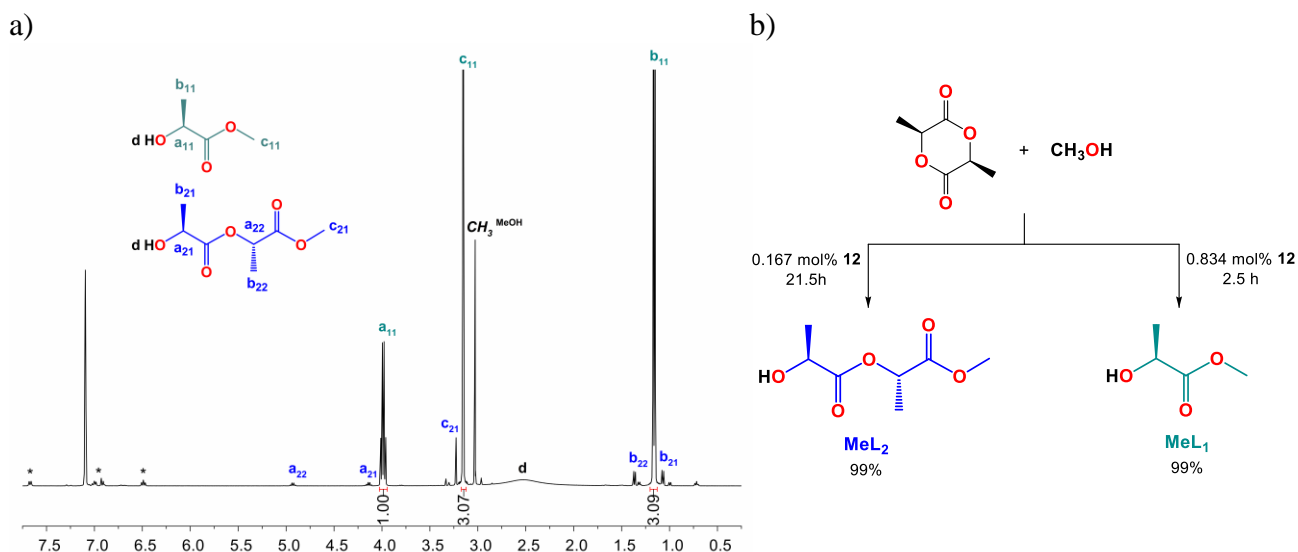 a)
b₁₁
d HO
a₁₁
O
O
c₁₁
b₂₁
d HO
a₂₁
O
O
a₂₂
O
O
c₂₁
b₂₂
c₁₁
b₁₁
CH₃ ᴹᵉᴼᴴ
a₁₁
c₂₁
*
*
*
a₂₂
a₂₁
d
b₂₂
b₂₁
1.00
3.07
3.09
7.5 7.0 6.5 6.0 5.5 5.0 4.5 4.0 3.5 3.0 2.5 2.0 1.5 1.0 0.5
b)
O
O
O
O
+ CH₃OH
0.167 mol% 12
21.5h
0.834 mol% 12
2.5 h
HO
O
O
O
O
MeL₂
99%
HO
O
O
MeL₁
99%